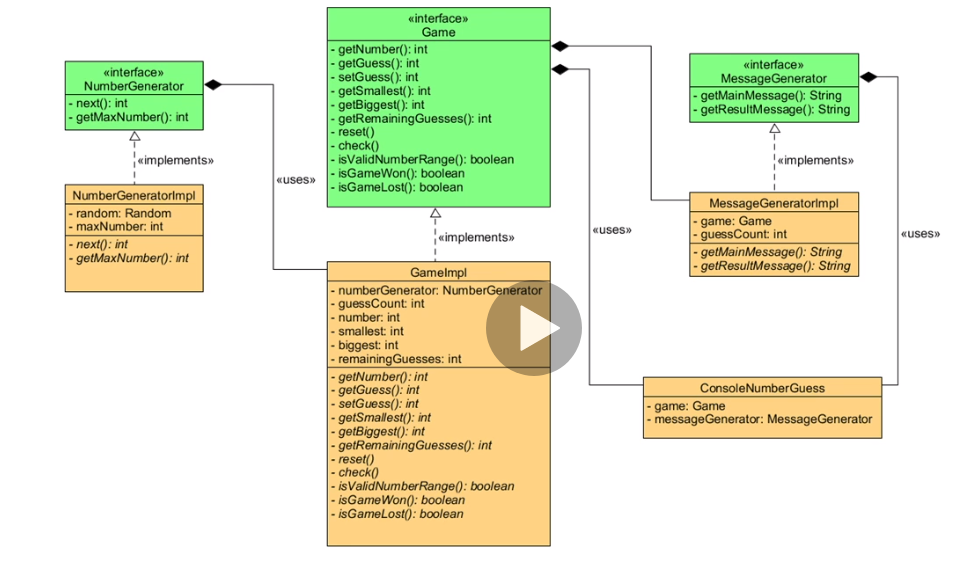 «interface»
NumberGenerator
- next(): int
- getMaxNumber(): int
«implements»
NumberGeneratorImpl
- random: Random
- maxNumber: int
- next(): int
- getMaxNumber(): int
«uses»
«interface»
Game
- getNumber(): int
- getGuess(): int
- setGuess(): int
- getSmallest(): int
- getBiggest(): int
- getRemainingGuesses(): int
- reset()
- check()
- isValidNumberRange(): boolean
- isGameWon(): boolean
- isGameLost(): boolean
«implements»
GameImpl
- numberGenerator: NumberGenerator
- guessCount: int
- number: int
- smallest: int
- biggest: int
- remainingGuesses: int
- getNumber(): int
- getGuess(): int
- setGuess(): int
- getSmallest(): int
- getBiggest(): int
- getRemainingGuesses(): int
- reset()
- check()
- isValidNumberRange(): boolean
- isGameWon(): boolean
- isGameLost(): boolean
«uses»
«interface»
MessageGenerator
- getMainMessage(): String
- getResultMessage(): String
«implements»
MessageGeneratorImpl
- game: Game
- guessCount: int
- getMainMessage(): String
- getResultMessage(): String
«uses»
ConsoleNumberGuess
- game: Game
- messageGenerator: MessageGenerator